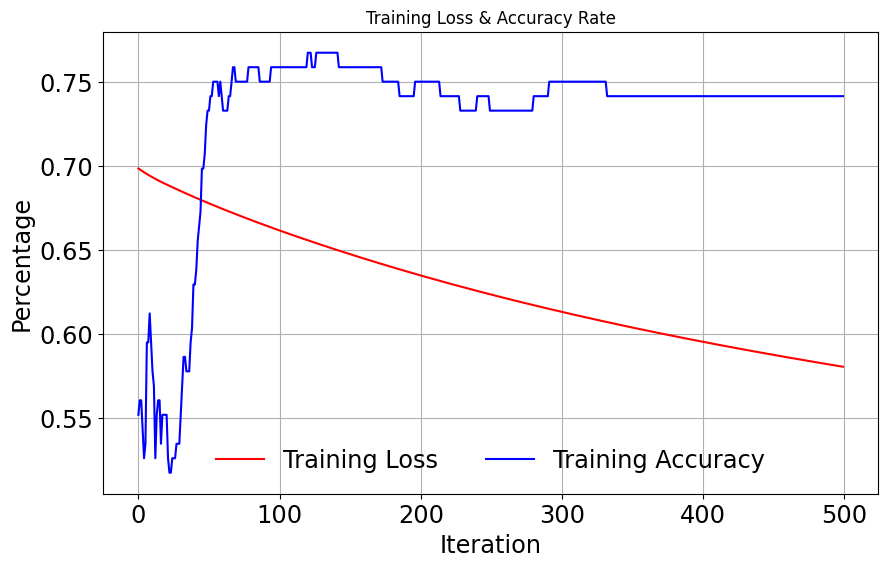 Training Loss & Accuracy Rate
Percentage
0.75
0.70
0.65
0.60
0.55
Training Loss Training Accuracy
0 100 200 300 400 500
Iteration